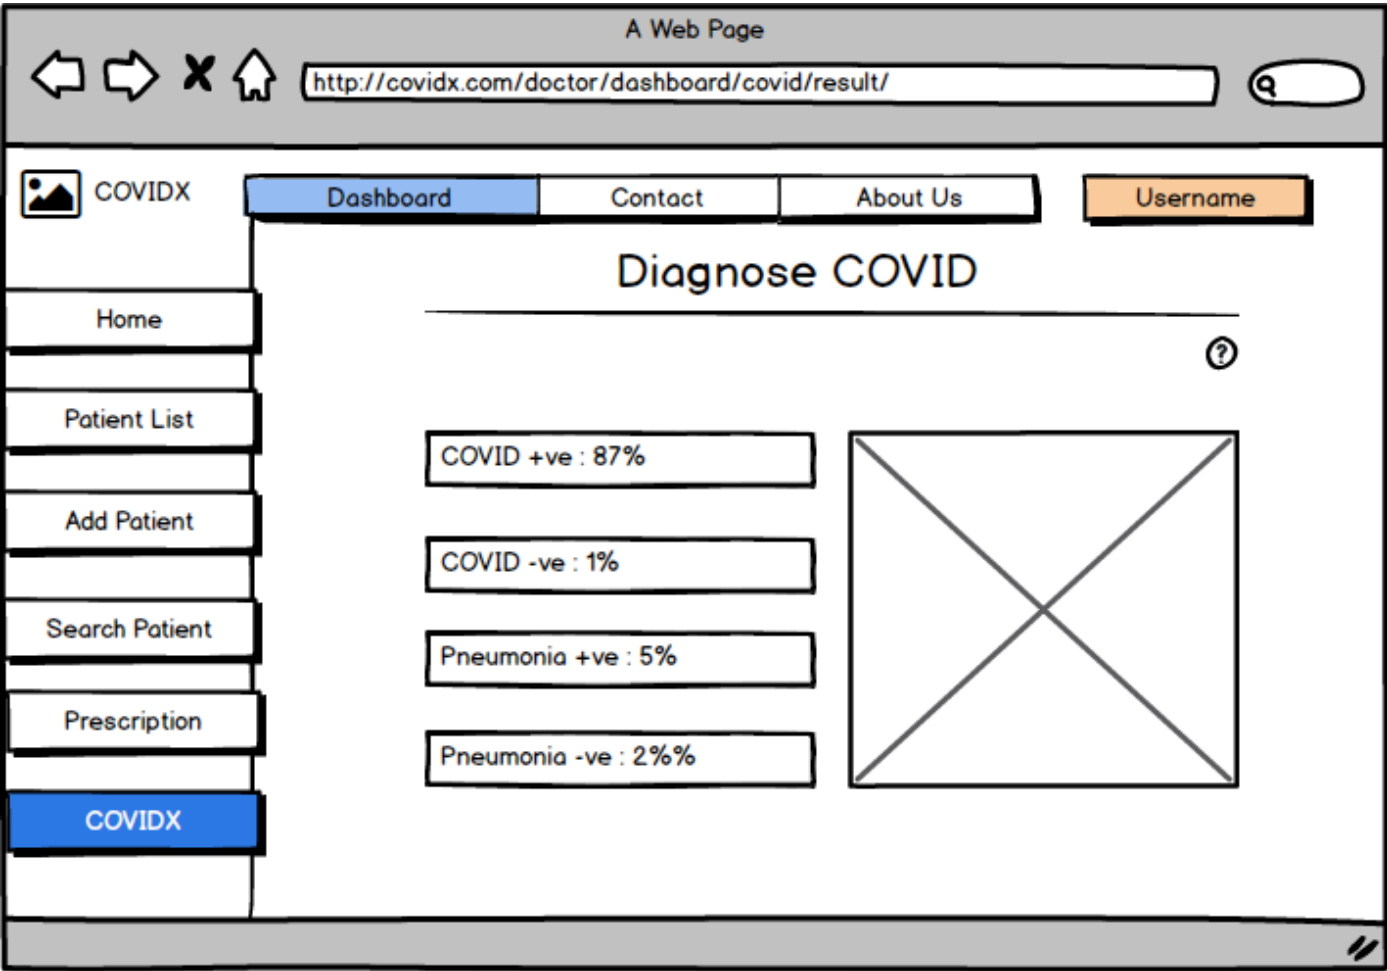 A Web Page
http://covidx.com/doctor/dashboard/covid/result/
COVIDX
Dashboard
Contact
About Us
Username
Diagnose COVID
?
Home
Patient List
Add Patient
Search Patient
Prescription
COVIDX
COVID +ve : 87%
COVID -ve : 1%
Pneumonia +ve : 5%
Pneumonia -ve : 2%%